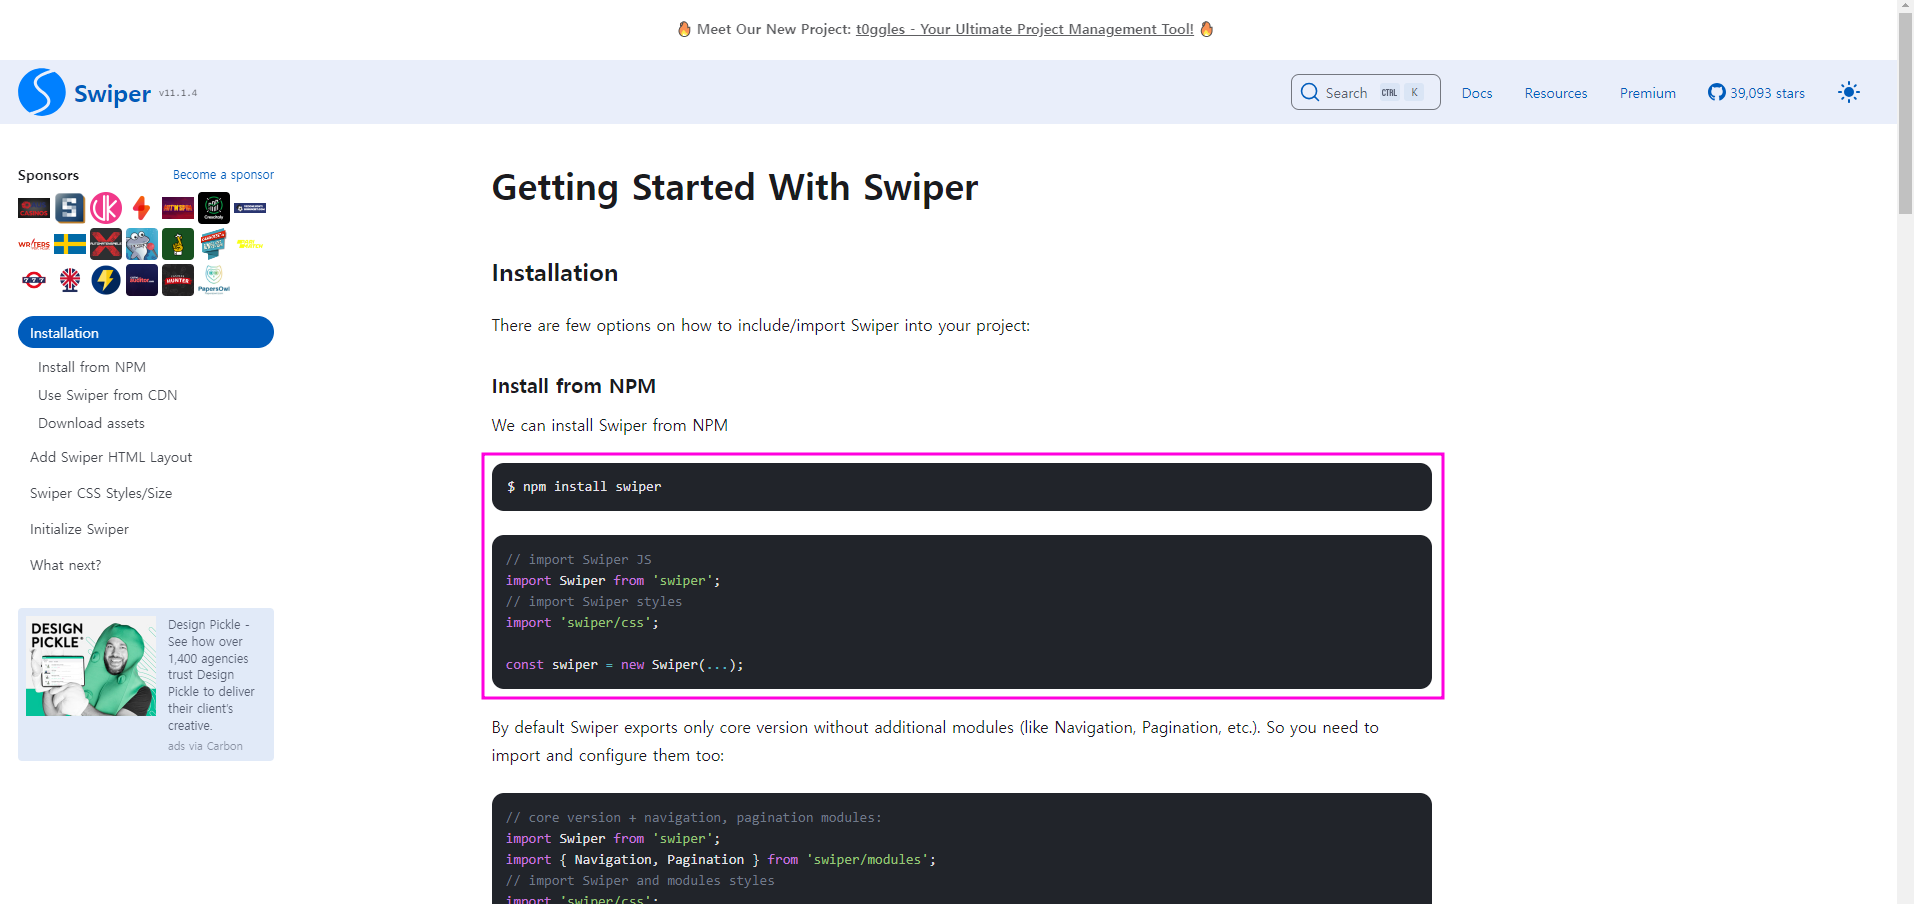 🔥 Meet Our New Project: t0ggles - Your Ultimate Project Management Tool! 🔥
Swiper v11.1.4
Search CTRL K Docs Resources Premium 39,093 stars
Sponsors Become a sponsor
WRITERS
777
HUNTER
PapersOwl
Installation
Install from NPM
Use Swiper from CDN
Download assets
Add Swiper HTML Layout
Swiper CSS Styles/Size
Initialize Swiper
What next?
DESIGN
PICKLE
Design Pickle -
See how over
1,400 agencies
trust Design
Pickle to deliver
their client's
creative.
ads via Carbon
Getting Started With Swiper
Installation
There are few options on how to include/import Swiper into your project:
Install from NPM
We can install Swiper from NPM
$ npm install swiper
// import Swiper JS
import Swiper from 'swiper';
// import Swiper styles
import 'swiper/css';
const swiper = new Swiper(...);
By default Swiper exports only core version without additional modules (like Navigation, Pagination, etc.). So you need to
import and configure them too:
// core version + navigation, pagination modules:
import Swiper from 'swiper';
import { Navigation, Pagination } from 'swiper/modules';
// import Swiper and modules styles
import 'swiper/css';